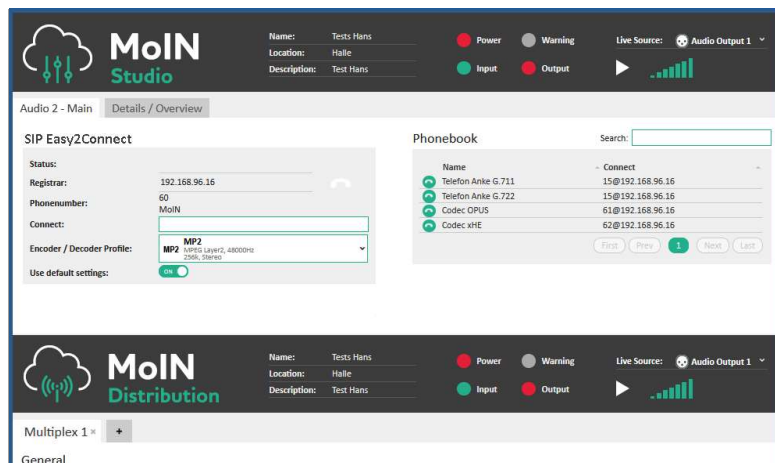 MoIN
Studio
Name: Tests Hans
Location: Halle
Description: Test Hans
Power Warning
Input Output
Live Source: Audio Output 1
Audio 2 - Main Details / Overview
SIP Easy2Connect
Status:
Registrar: 192.168.96.16
Phonenumber: 60
MoIN
Connect:
Encoder / Decoder Profile: MP2 MP2
MPEG Layer2, 48000Hz
256k, Stereo
Use default settings: ON
Phonebook Search:
Name Connect
Telefon Anke G.711 15@192.168.96.16
Telefon Anke G.722 15@192.168.96.16
Codec OPUS 61@192.168.96.16
Codec xHE 62@192.168.96.16
First Prev 1 Next Last
MoIN
Distribution
Name: Tests Hans
Location: Halle
Description: Test Hans
Power Warning
Input Output
Live Source: Audio Output 1
Multiplex 1 × +
General